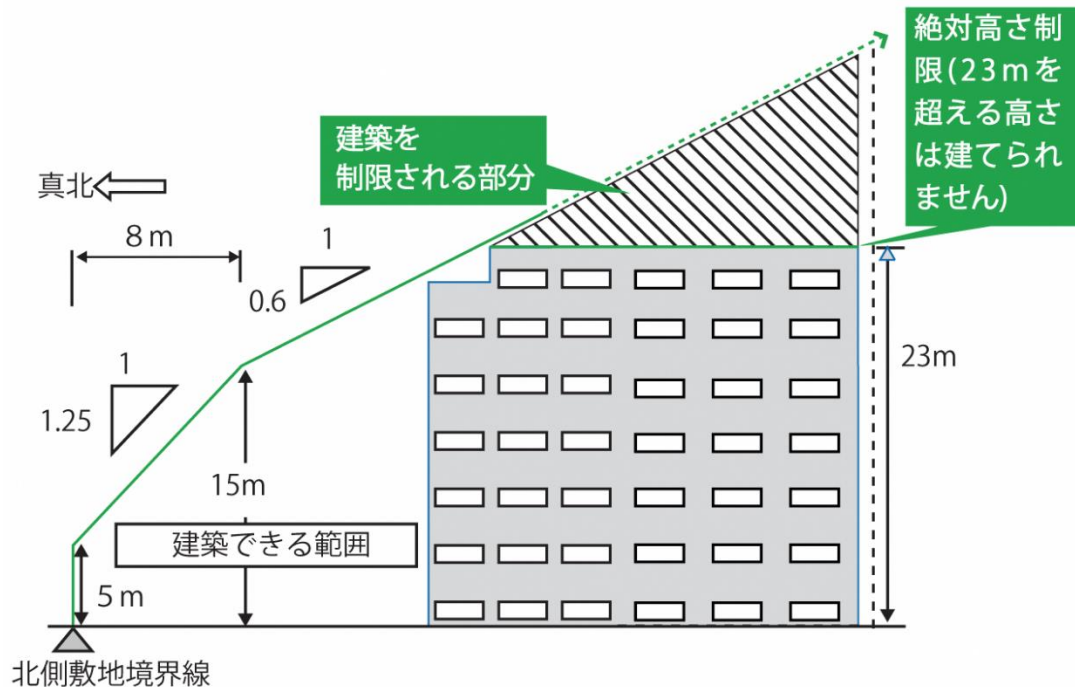 絶対高さ制
限(23mを
超える高さ
は建てられ
ません)
建築を
制限される部分
真北
8m
1
0.6
1
1.25
23m
15m
建築できる範囲
5m
北側敷地境界線